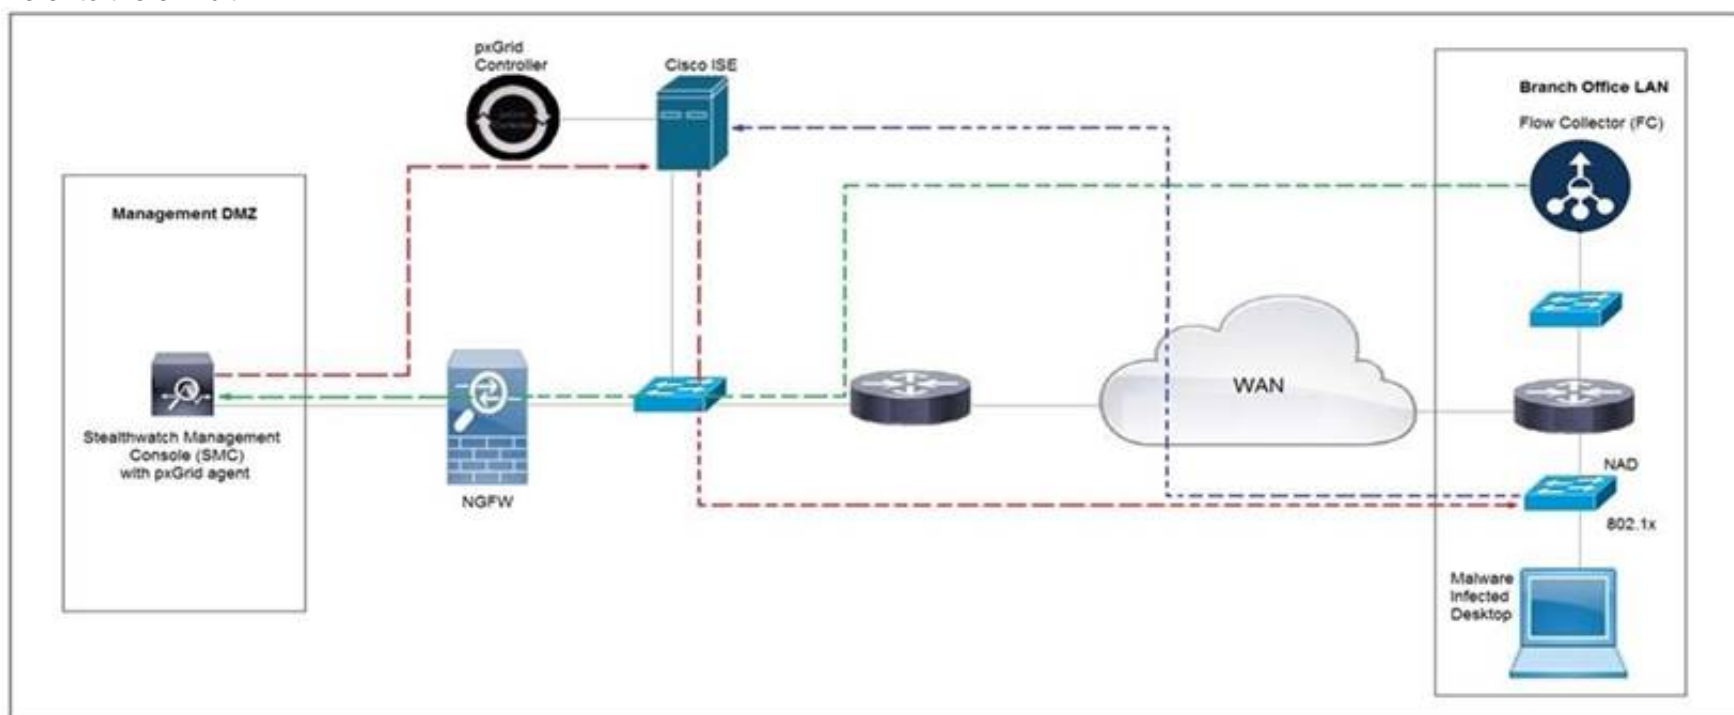 pxGrid
Controller
Cisco ISE
Branch Office LAN
Flow Collector (FC)
Management DMZ
WAN
Stealthwatch Management
Console (SMC)
with pxGrid agent
NGFW
NAD
802.1x
Malware
Infected
Desktop